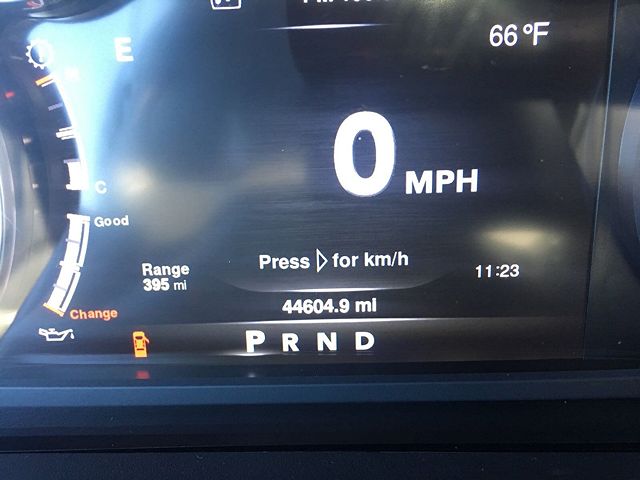 66 °F
E
H
0 MPH
C
Good
Range
395 mi
Press ▷ for km/h
11:23
44604.9 mi
Change
P R N D